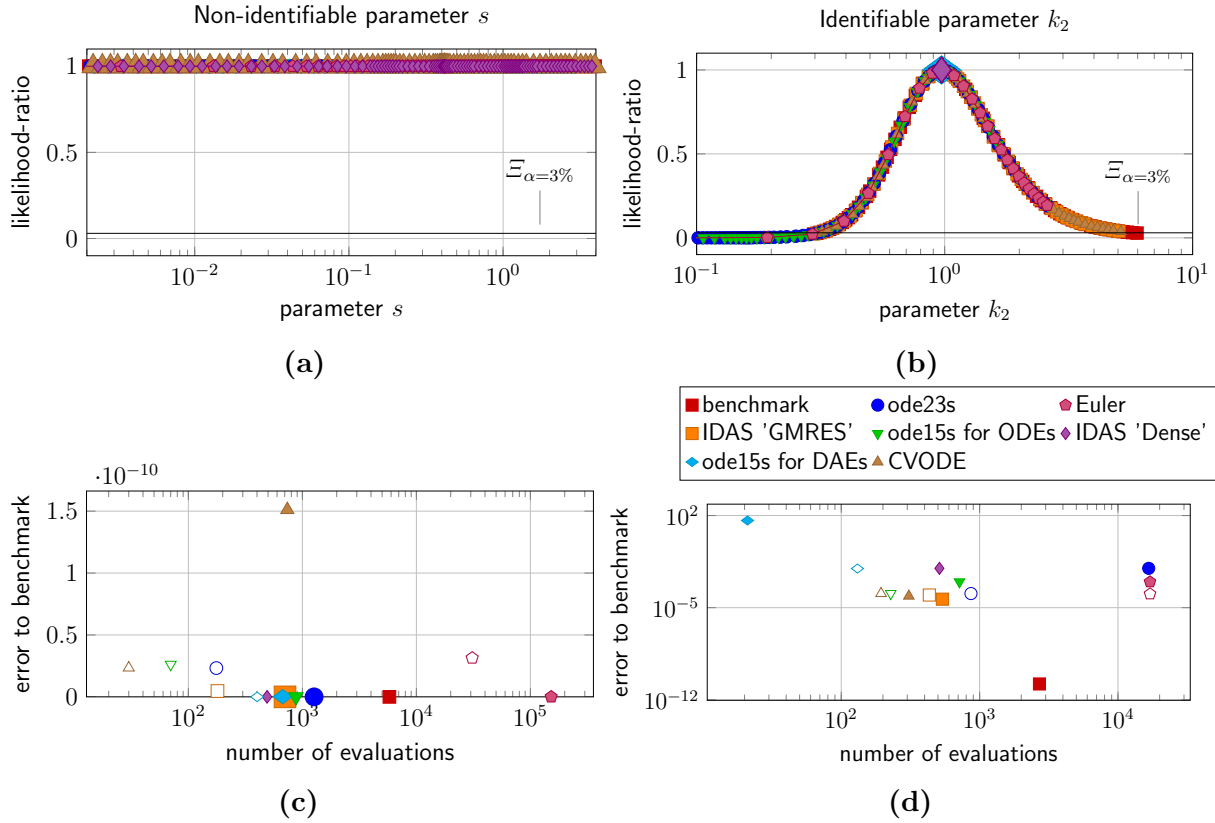 Non-identifiable parameter s
Identifiable parameter k₂
likelihood-ratio
1
0.5
0
Ξα=3%
10⁻²
10⁻¹
10⁰
parameter s
(a)
likelihood-ratio
1
0.5
0
Ξα=3%
10⁻¹
10⁰
10¹
parameter k₂
(b)
benchmark
ode23s
Euler
IDAS 'GMRES'
ode15s for ODEs
IDAS 'Dense'
ode15s for DAEs
CVODE
·10⁻¹⁰
error to benchmark
1.5
1
0.5
0
10²
10³
10⁴
10⁵
number of evaluations
(c)
error to benchmark
10²
10⁻⁵
10⁻¹²
10²
10³
10⁴
number of evaluations
(d)